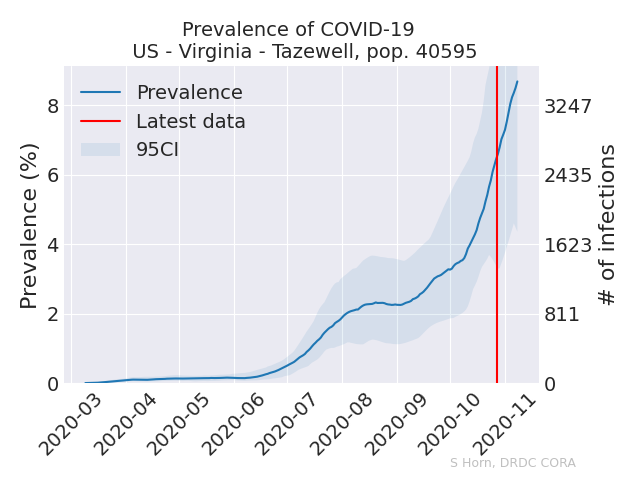 Prevalence of COVID-19
US - Virginia - Tazewell, pop. 40595
Prevalence
Latest data
95CI
Prevalence (%)
8
6
4
2
0
3247
2435
1623
811
0
# of infections
2020-03
2020-04
2020-05
2020-06
2020-07
2020-08
2020-09
2020-10
2020-11
S Horn, DRDC CORA